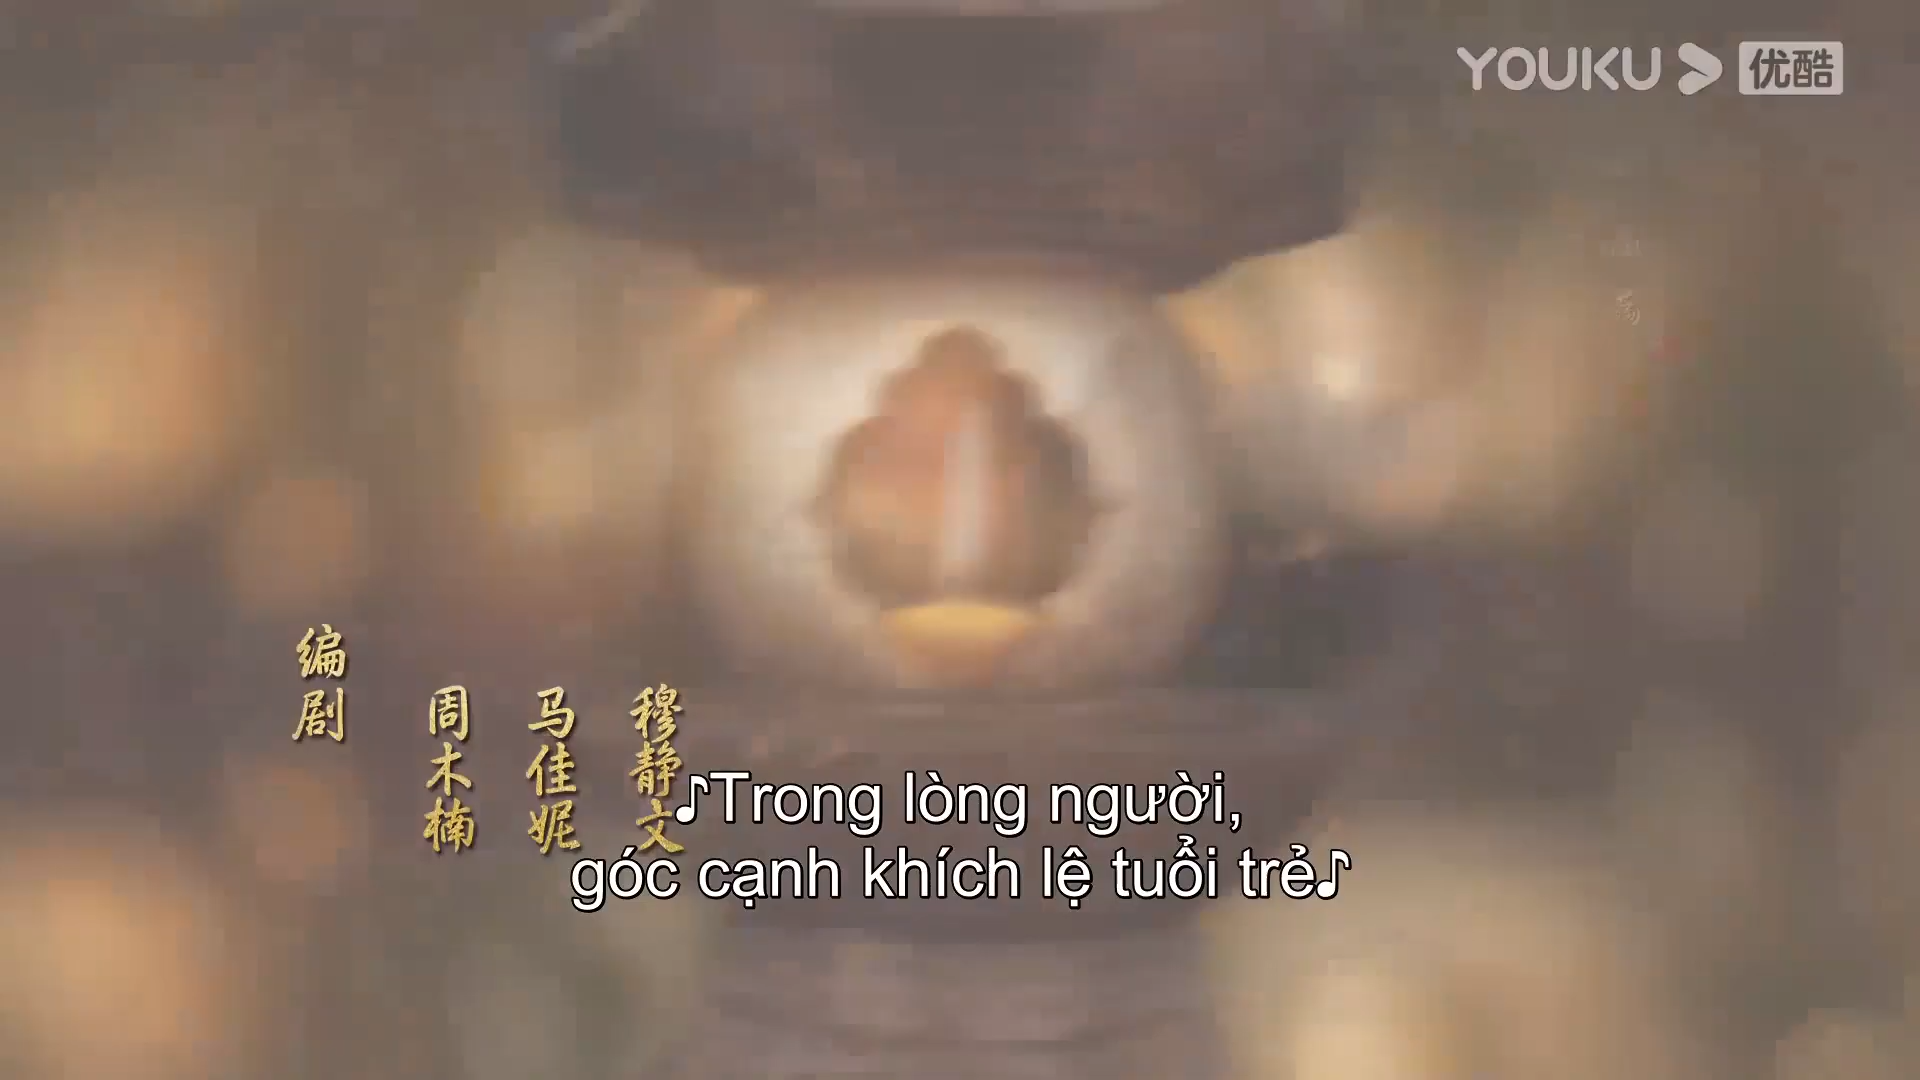 YOUKU 优酷
编剧
周木楠
马佳妮
穆静文
♪Trong lòng người,
góc cạnh khích lệ tuổi trẻ♪